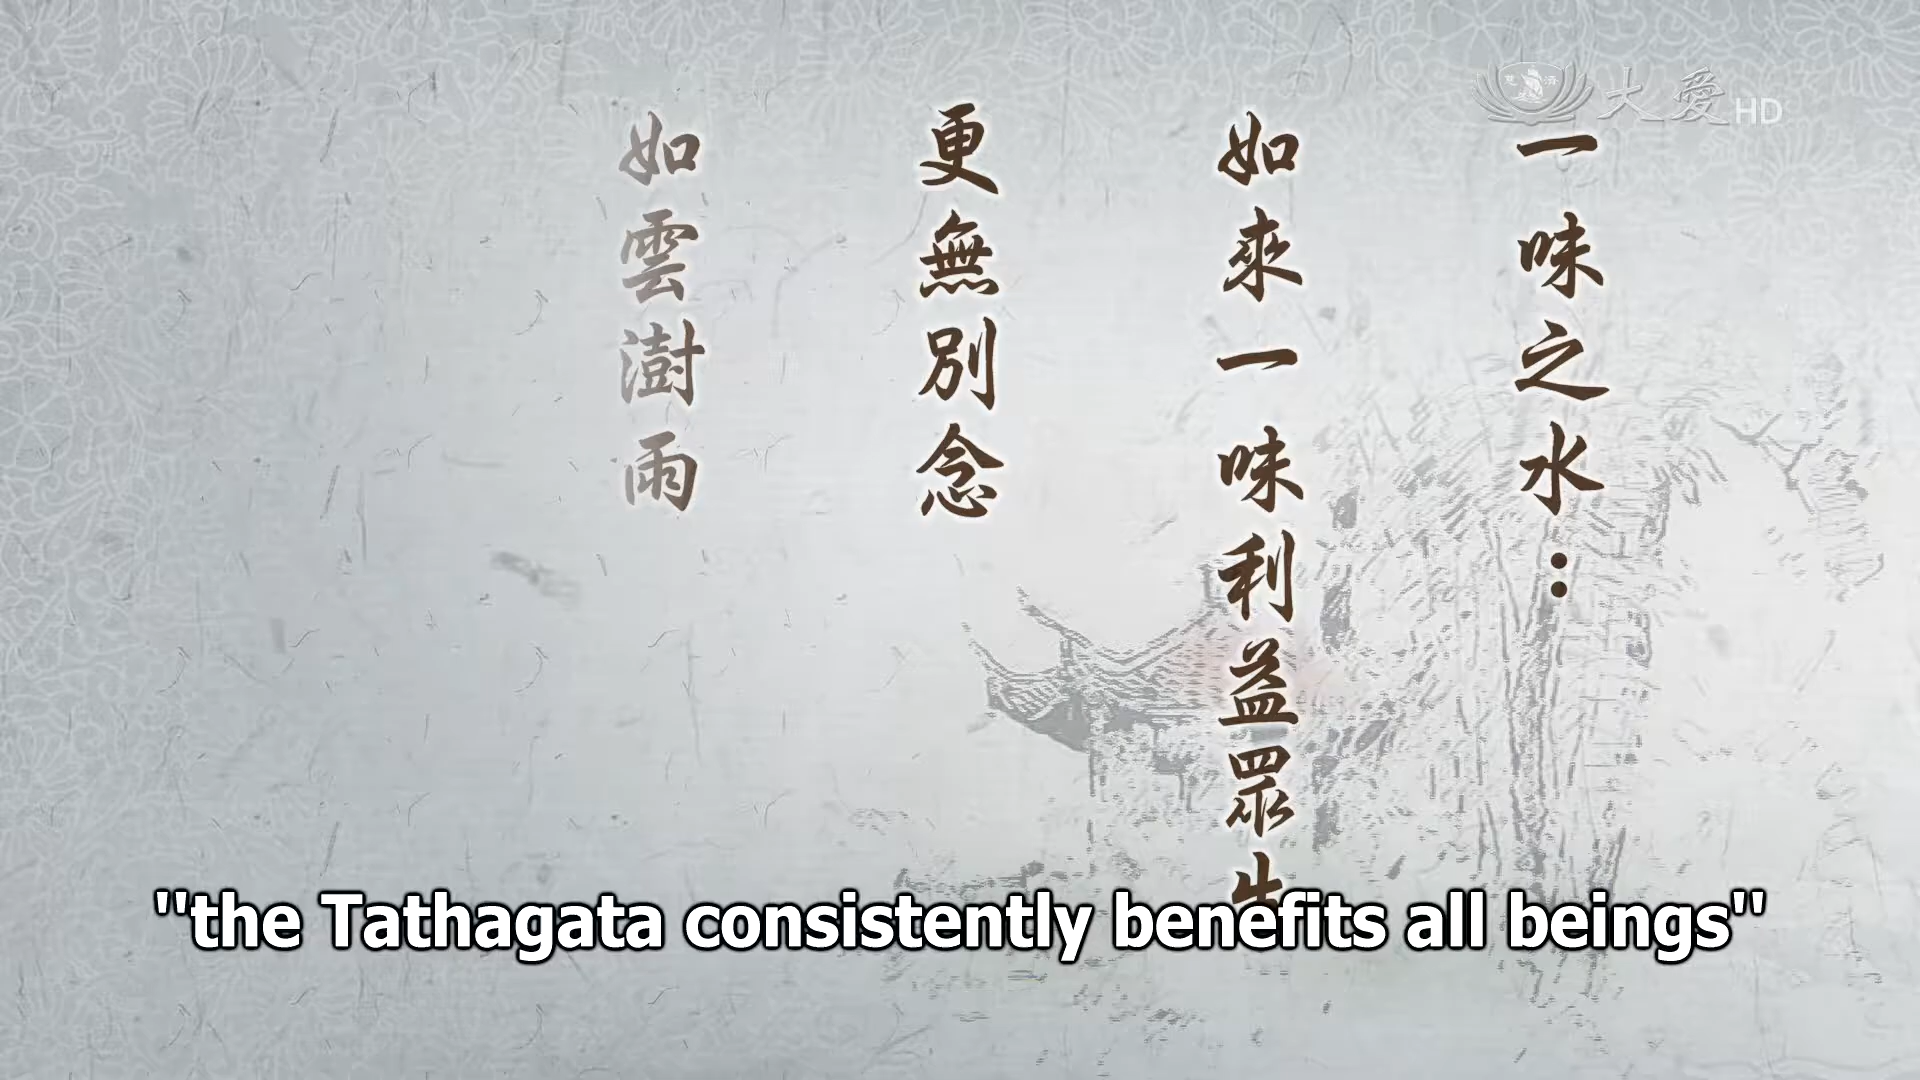 大愛HD
一味之水：
如來一味利益眾生
更無別念
如雲澍雨
"the Tathagata consistently benefits all beings"